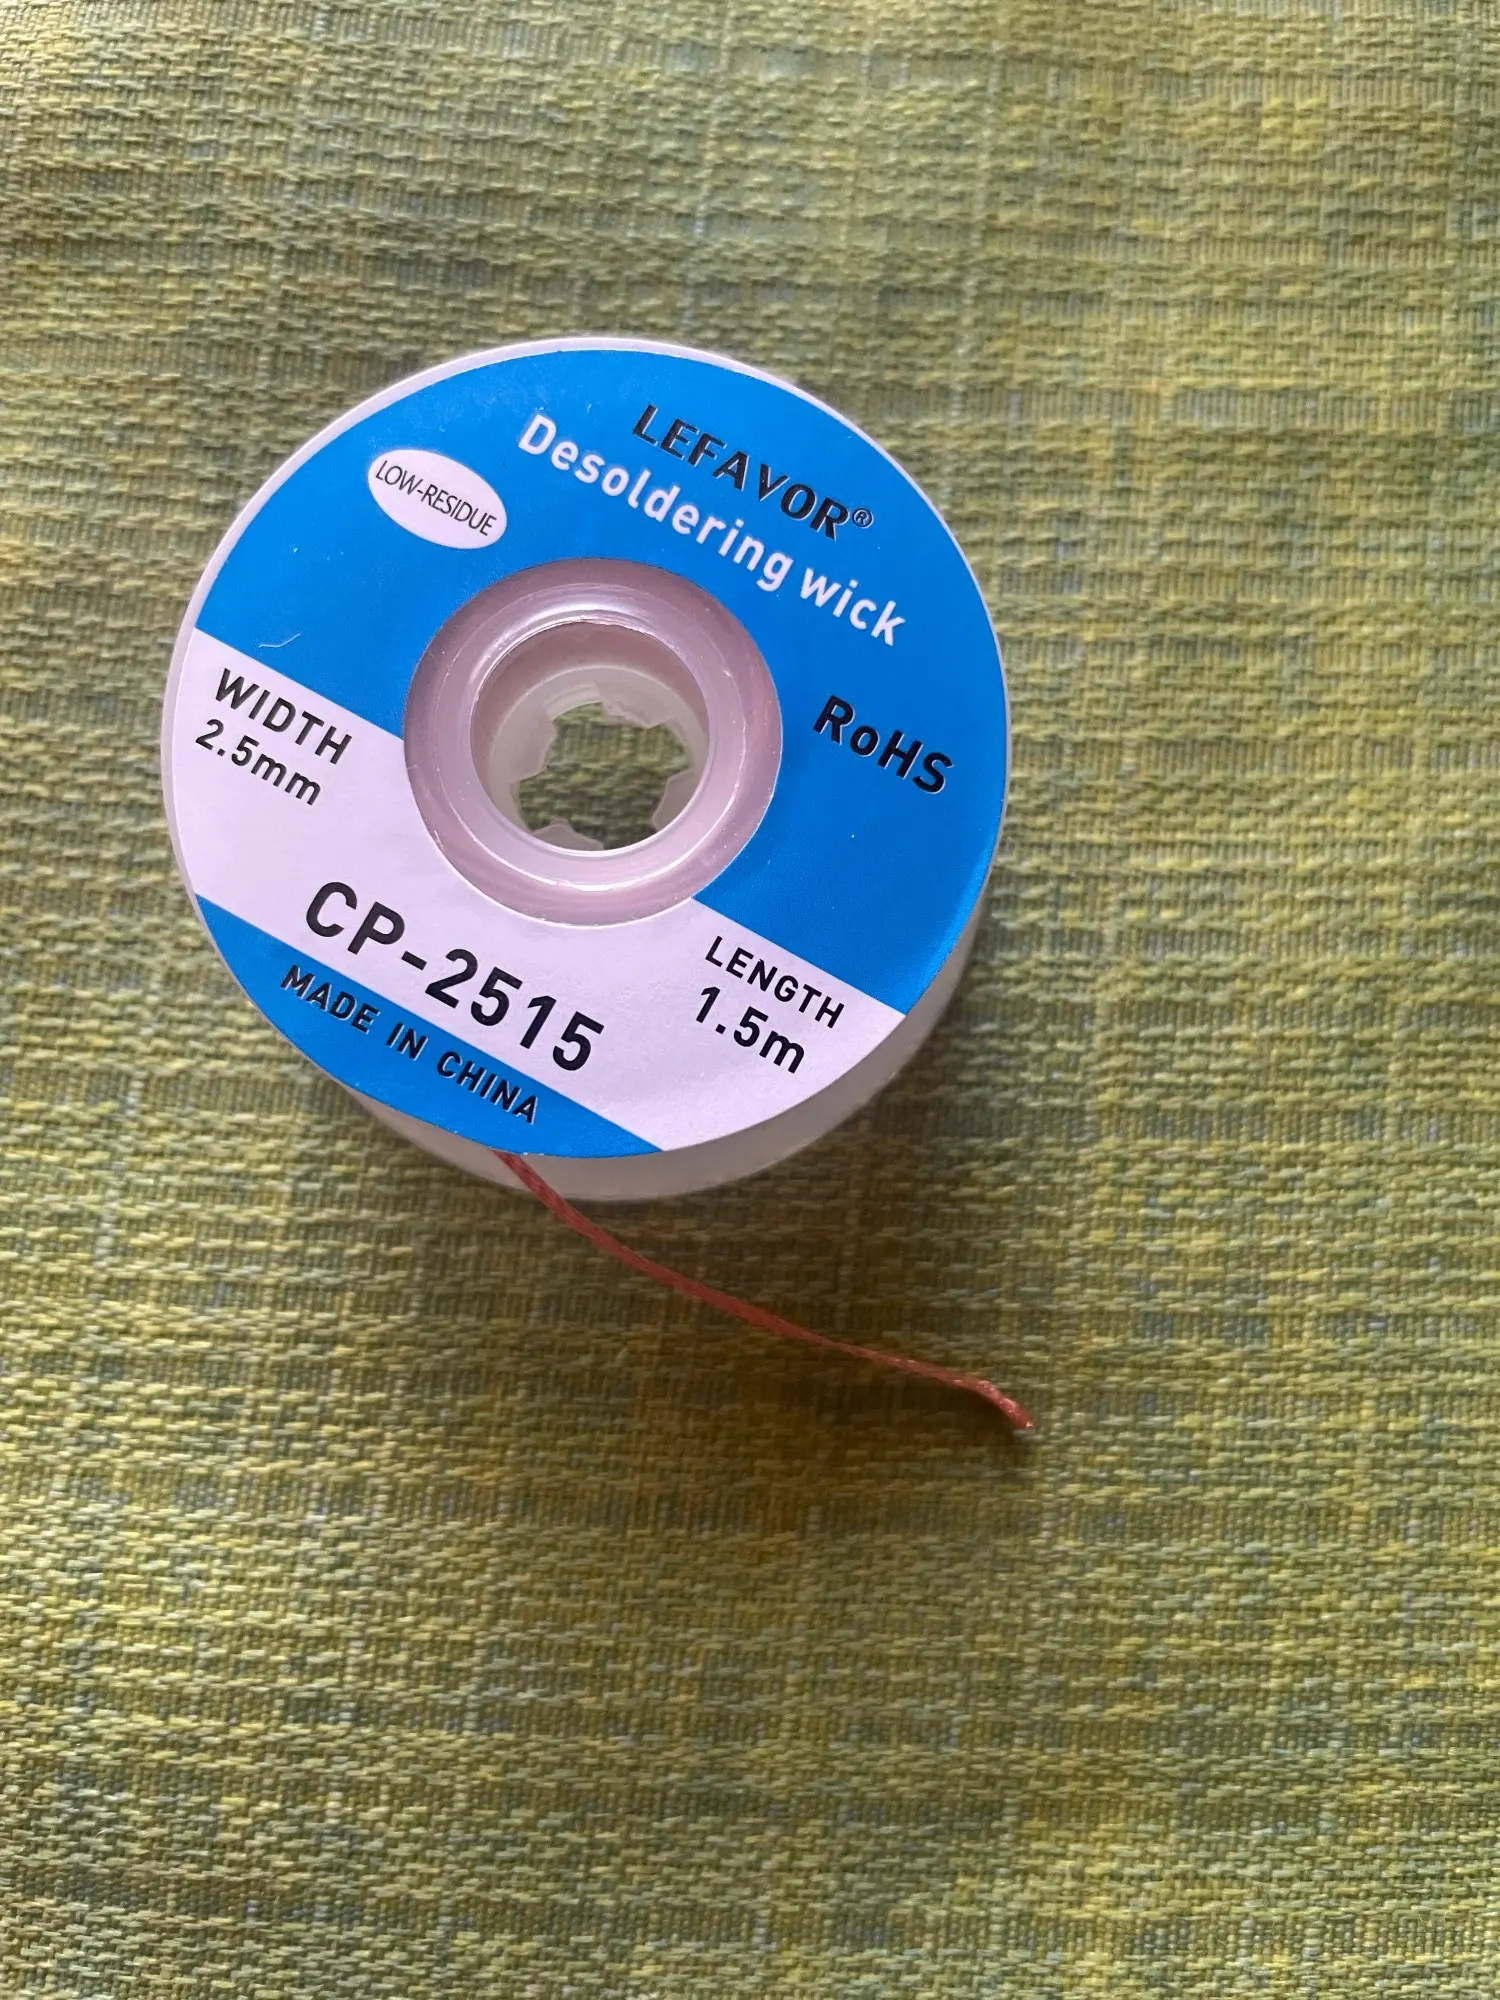 LEFAVOR®
Desoldering wick
LOW-RESIDUE
RoHS
WIDTH
2.5mm
CP-2515
LENGTH
1.5m
MADE IN CHINA